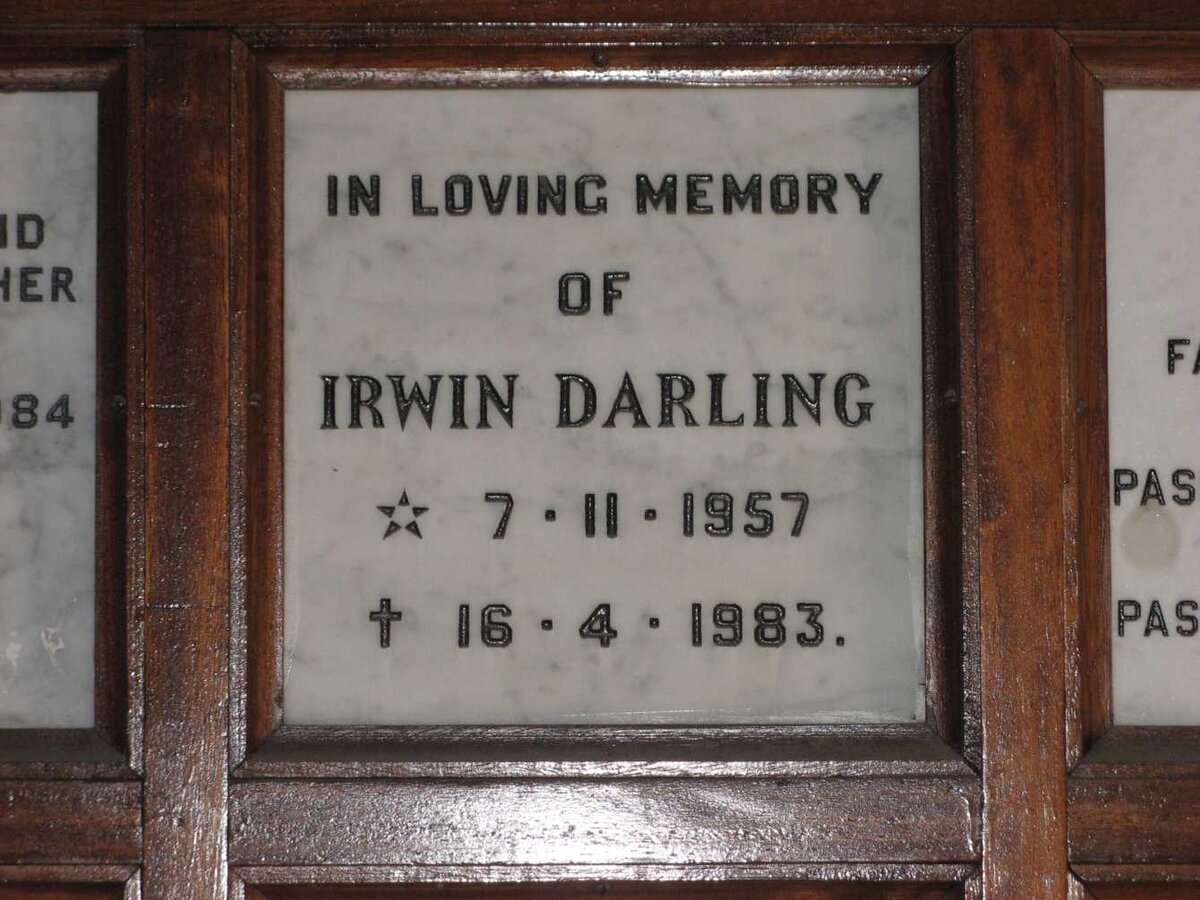 IN LOVING MEMORY
OF
IRWIN DARLING
☆ 7 · 11 · 1957
✝ 16 · 4 · 1983.